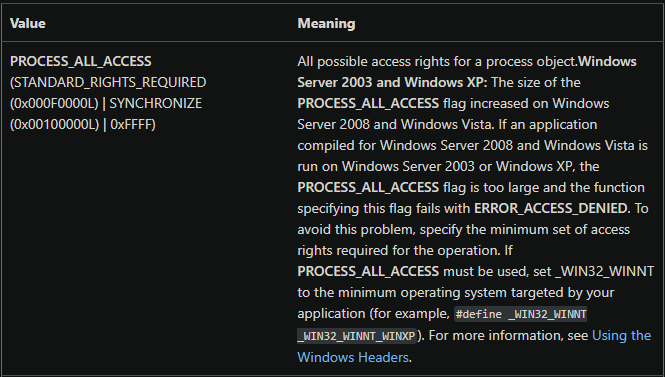 Value
Meaning
PROCESS_ALL_ACCESS
(STANDARD_RIGHTS_REQUIRED
(0x000F0000L) | SYNCHRONIZE
(0x00100000L) | 0xFFFF)
All possible access rights for a process object.Windows
Server 2003 and Windows XP: The size of the
PROCESS_ALL_ACCESS flag increased on Windows
Server 2008 and Windows Vista. If an application
compiled for Windows Server 2008 and Windows Vista is
run on Windows Server 2003 or Windows XP, the
PROCESS_ALL_ACCESS flag is too large and the function
specifying this flag fails with ERROR_ACCESS_DENIED. To
avoid this problem, specify the minimum set of access
rights required for the operation. If
PROCESS_ALL_ACCESS must be used, set _WIN32_WINNT
to the minimum operating system targeted by your
application (for example, #define _WIN32_WINNT
_WIN32_WINNT_WINXP). For more information, see Using the
Windows Headers.